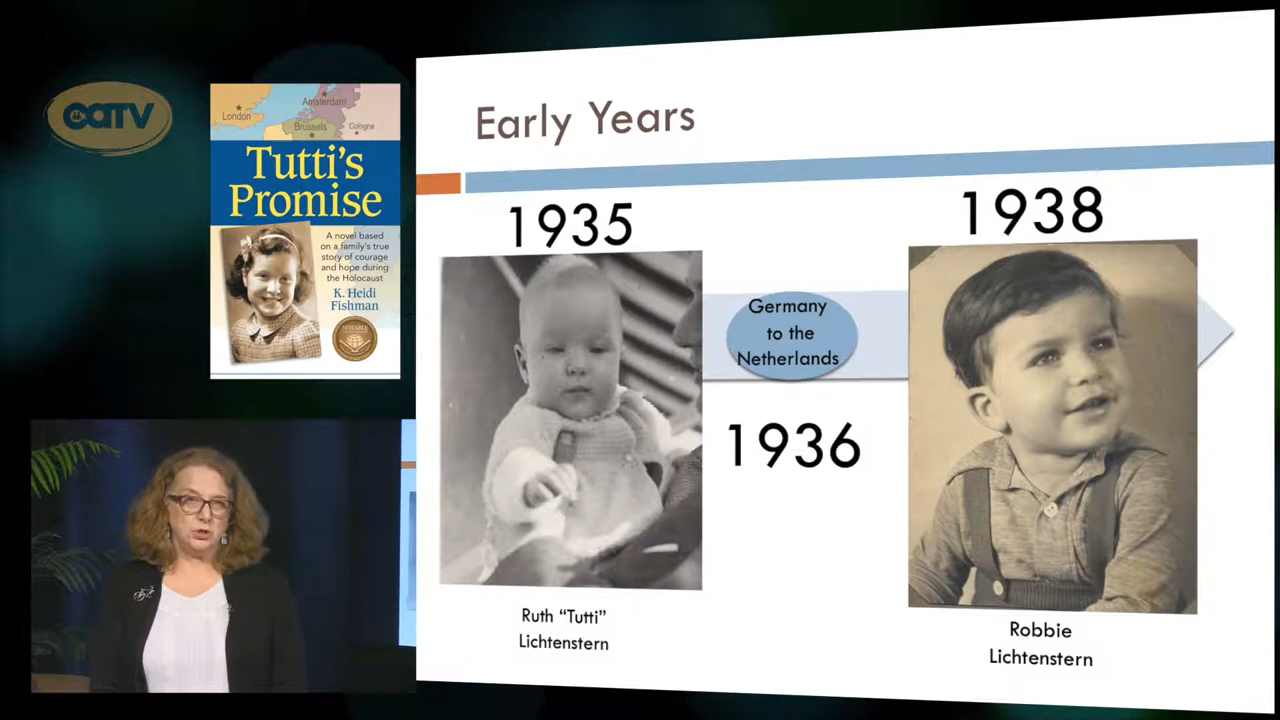 CATV
London
Amsterdam
Brussels
Cologne
Tutti's
Promise
A novel based
on a family's true
story of courage
and hope during
the Holocaust
K. Heidi
Fishman
NOTABLE
Early Years
1935
1938
Germany
to the
Netherlands
1936
Ruth “Tutti”
Lichtenstern
Robbie
Lichtenstern